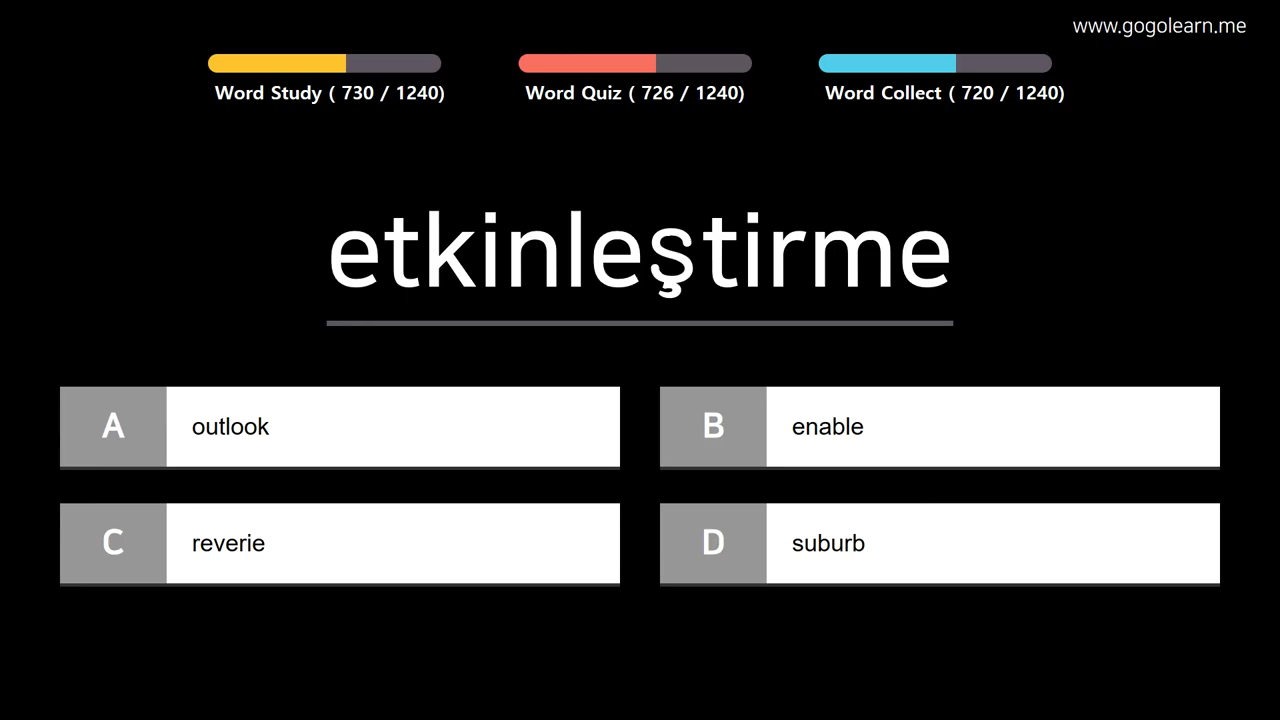 www.gogolearn.me
Word Study ( 730 / 1240)
Word Quiz ( 726 / 1240)
Word Collect ( 720 / 1240)
etkinleştirme
A outlook
B enable
C reverie
D suburb